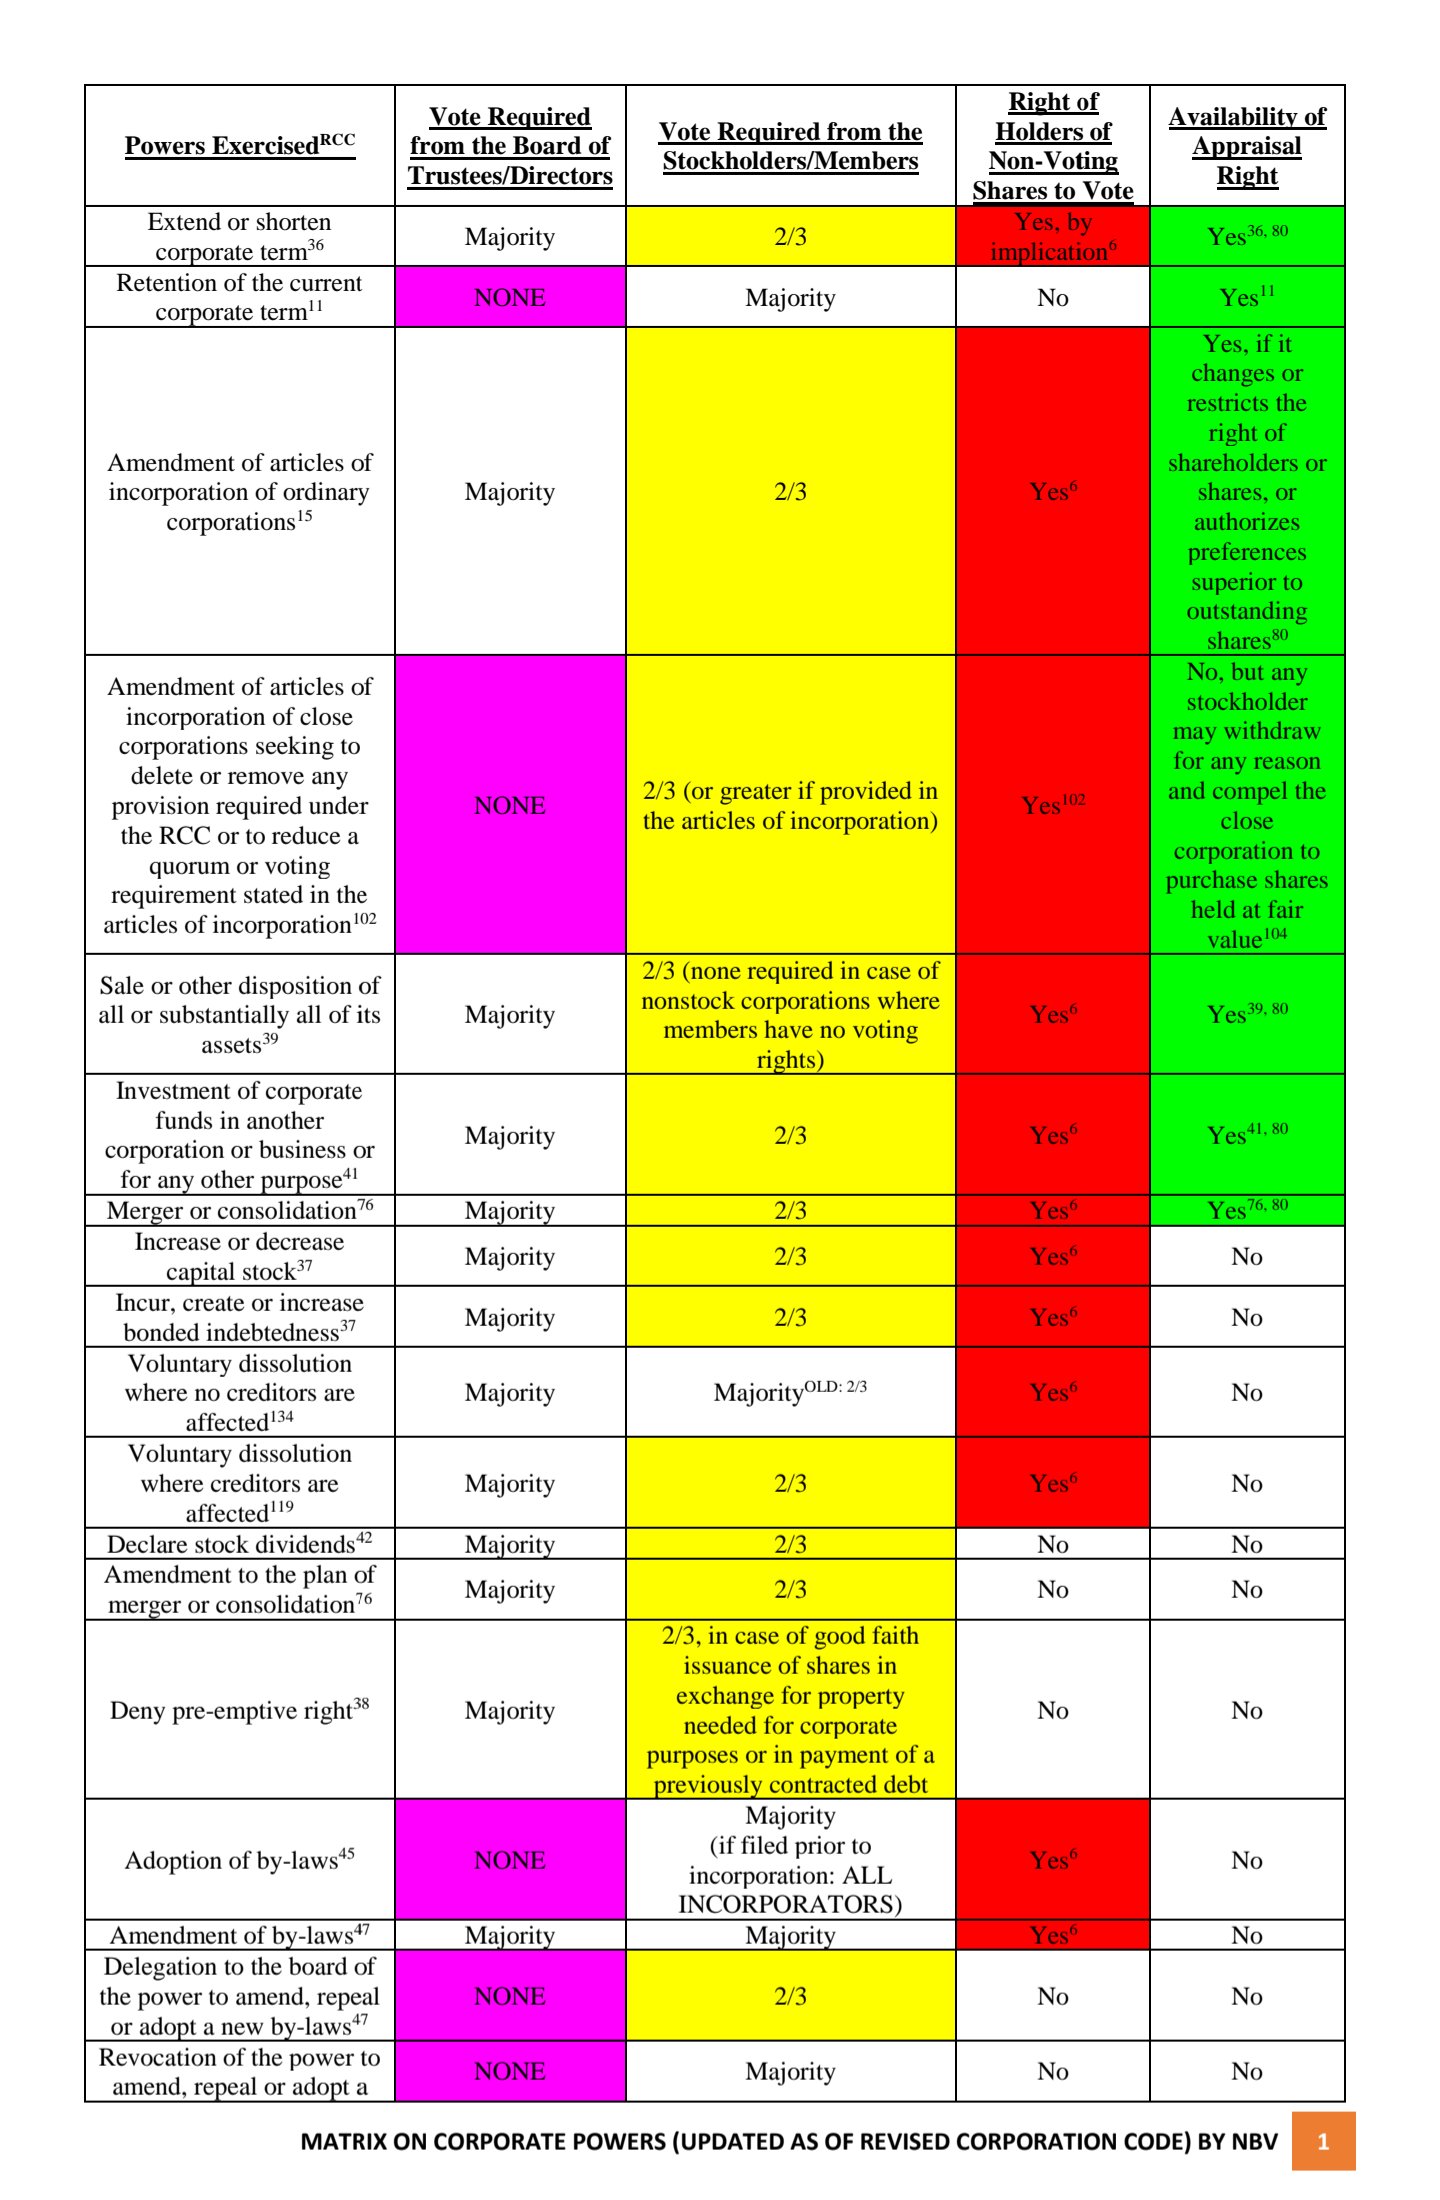 Powers Exercised^RCC
Vote Required
from the Board of
Trustees/Directors
Vote Required from the
Stockholders/Members
Right of
Holders of
Non-Voting
Shares to Vote
Availability of
Appraisal
Right
Extend or shorten
corporate term^36
Majority
2/3
Yes, by
implication^6
Yes^36, 80
Retention of the current
corporate term^11
NONE
Majority
No
Yes^11
Amendment of articles of
incorporation of ordinary
corporations^15
Majority
2/3
Yes^6
Yes, if it
changes or
restricts the
right of
shareholders or
shares, or
authorizes
preferences
superior to
outstanding
shares^80
Amendment of articles of
incorporation of close
corporations seeking to
delete or remove any
provision required under
the RCC or to reduce a
quorum or voting
requirement stated in the
articles of incorporation^102
NONE
2/3 (or greater if provided in
the articles of incorporation)
Yes^102
No, but any
stockholder
may withdraw
for any reason
and compel the
close
corporation to
purchase shares
held at fair
value^104
Sale or other disposition of
all or substantially all of its
assets^39
Majority
2/3 (none required in case of
nonstock corporations where
members have no voting
rights)
Yes^6
Yes^39, 80
Investment of corporate
funds in another
corporation or business or
for any other purpose^41
Majority
2/3
Yes^6
Yes^41, 80
Merger or consolidation^76
Majority
2/3
Yes^6
Yes^76, 80
Increase or decrease
capital stock^37
Majority
2/3
Yes^6
No
Incur, create or increase
bonded indebtedness^37
Majority
2/3
Yes^6
No
Voluntary dissolution
where no creditors are
affected^134
Majority
Majority^OLD: 2/3
Yes^6
No
Voluntary dissolution
where creditors are
affected^119
Majority
2/3
Yes^6
No
Declare stock dividends^42
Majority
2/3
No
No
Amendment to the plan of
merger or consolidation^76
Majority
2/3
No
No
Deny pre-emptive right^38
Majority
2/3, in case of good faith
issuance of shares in
exchange for property
needed for corporate
purposes or in payment of a
previously contracted debt
No
No
Adoption of by-laws^45
NONE
Majority
(if filed prior to
incorporation: ALL
INCORPORATORS)
Yes^6
No
Amendment of by-laws^47
Majority
Majority
Yes^6
No
Delegation to the board of
the power to amend, repeal
or adopt a new by-laws^47
NONE
2/3
No
No
Revocation of the power to
amend, repeal or adopt a
NONE
Majority
No
No
MATRIX ON CORPORATE POWERS (UPDATED AS OF REVISED CORPORATION CODE) BY NBV 1